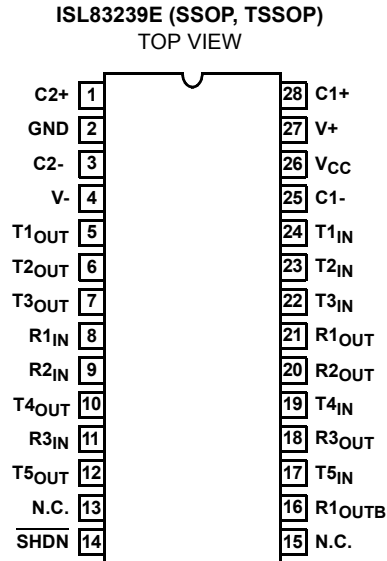 ISL83239E (SSOP, TSSOP)
TOP VIEW
C2+ 1 28 C1+
GND 2 27 V+
C2- 3 26 VCC
V- 4 25 C1-
T1OUT 5 24 T1IN
T2OUT 6 23 T2IN
T3OUT 7 22 T3IN
R1IN 8 21 R1OUT
R2IN 9 20 R2OUT
T4OUT 10 19 T4IN
R3IN 11 18 R3OUT
T5OUT 12 17 T5IN
N.C. 13 16 R1OUTB
SHDN 14 15 N.C.